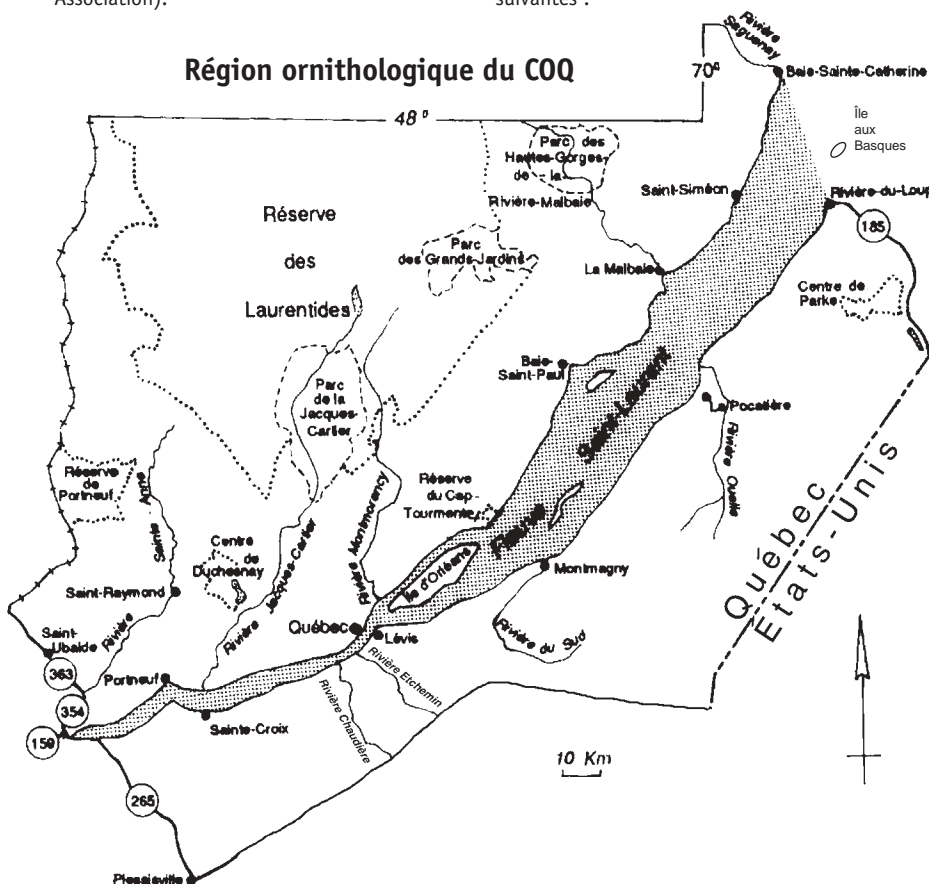 Association).
suivantes :
Région ornithologique du COQ
Rivière
Saguenay
70°
Baie-Sainte-Catherine
48°
Île
aux
Basques
Parc des
Hautes-Gorges-
de-la-
Rivière-Malbaie
Saint-Siméon
Rivière-du-Loup
185
Réserve
des
Laurentides
Parc
des Grands-Jardins
La Malbaie
Centre de
Parke
Baie-
Saint-Paul
Fleuve Saint-Laurent
La Pocatière
Rivière Ouelle
Parc
de la
Jacques-
Cartier
Réserve
de
Portneuf
Rivière Sainte Anne
Réserve
du Cap-
Tourmente
Rivière Montmorency
Centre
de
Duchesnay
Rivière Jacques-Cartier
Île d'Orléans
Montmagny
Québec
Etats-Unis
Saint-Raymond
Saint-
Ubalde
Québec
Lévis
Rivière du Sud
363
Portneuf
Rivière Etchemin
354
Sainte-Croix
Rivière Chaudière
159
10 Km
265
Plessisville